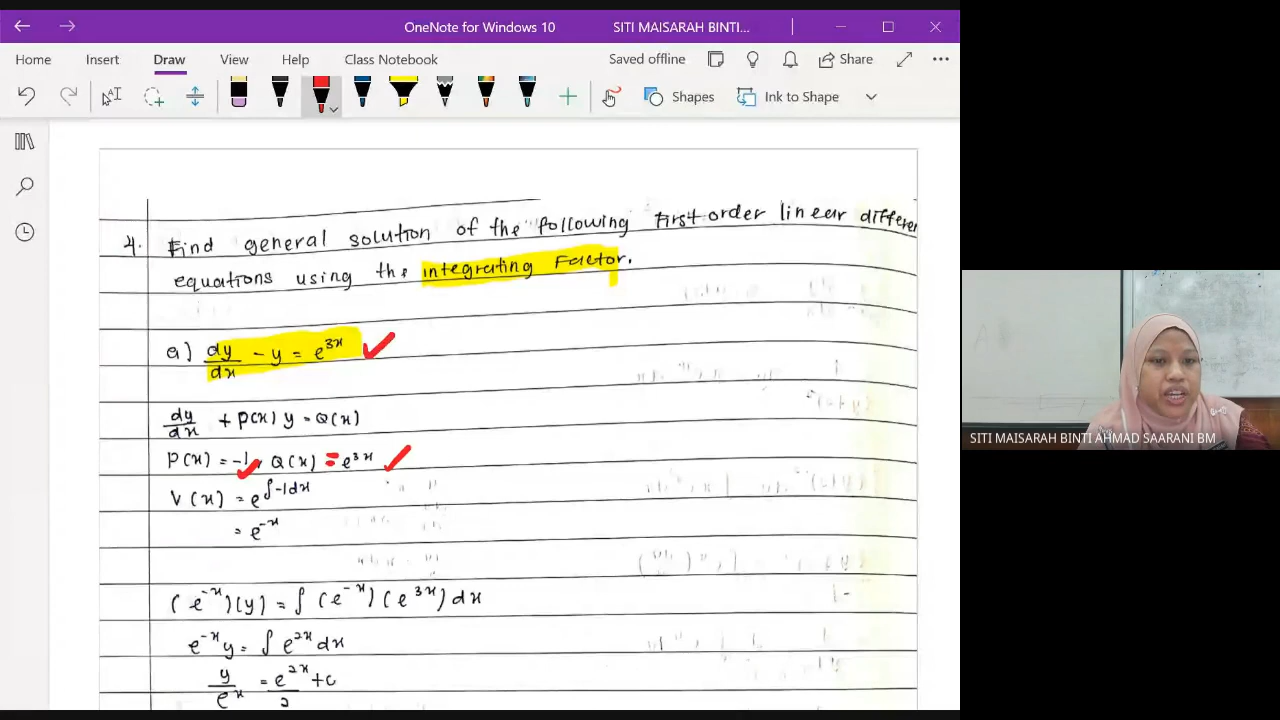 OneNote for Windows 10
SITI MAISARAH BINTI...
Home Insert Draw View Help Class Notebook
Saved offline
Share
Shapes
Ink to Shape
4. Find general solution of the following first order linear differen
equations using the integrating Factor.
a) dy/dx - y = e^3x
dy/dx + P(x) y = Q(x)
P(x) = -1, Q(x) = e^3x
V(x) = e^∫-1dx
= e^-x
(e^-x)(y) = ∫(e^-x)(e^3x)dx
e^-x y = ∫ e^2x dx
y/e^x = e^2x/2 + c
SITI MAISARAH BINTI AHMAD SAARANI BM